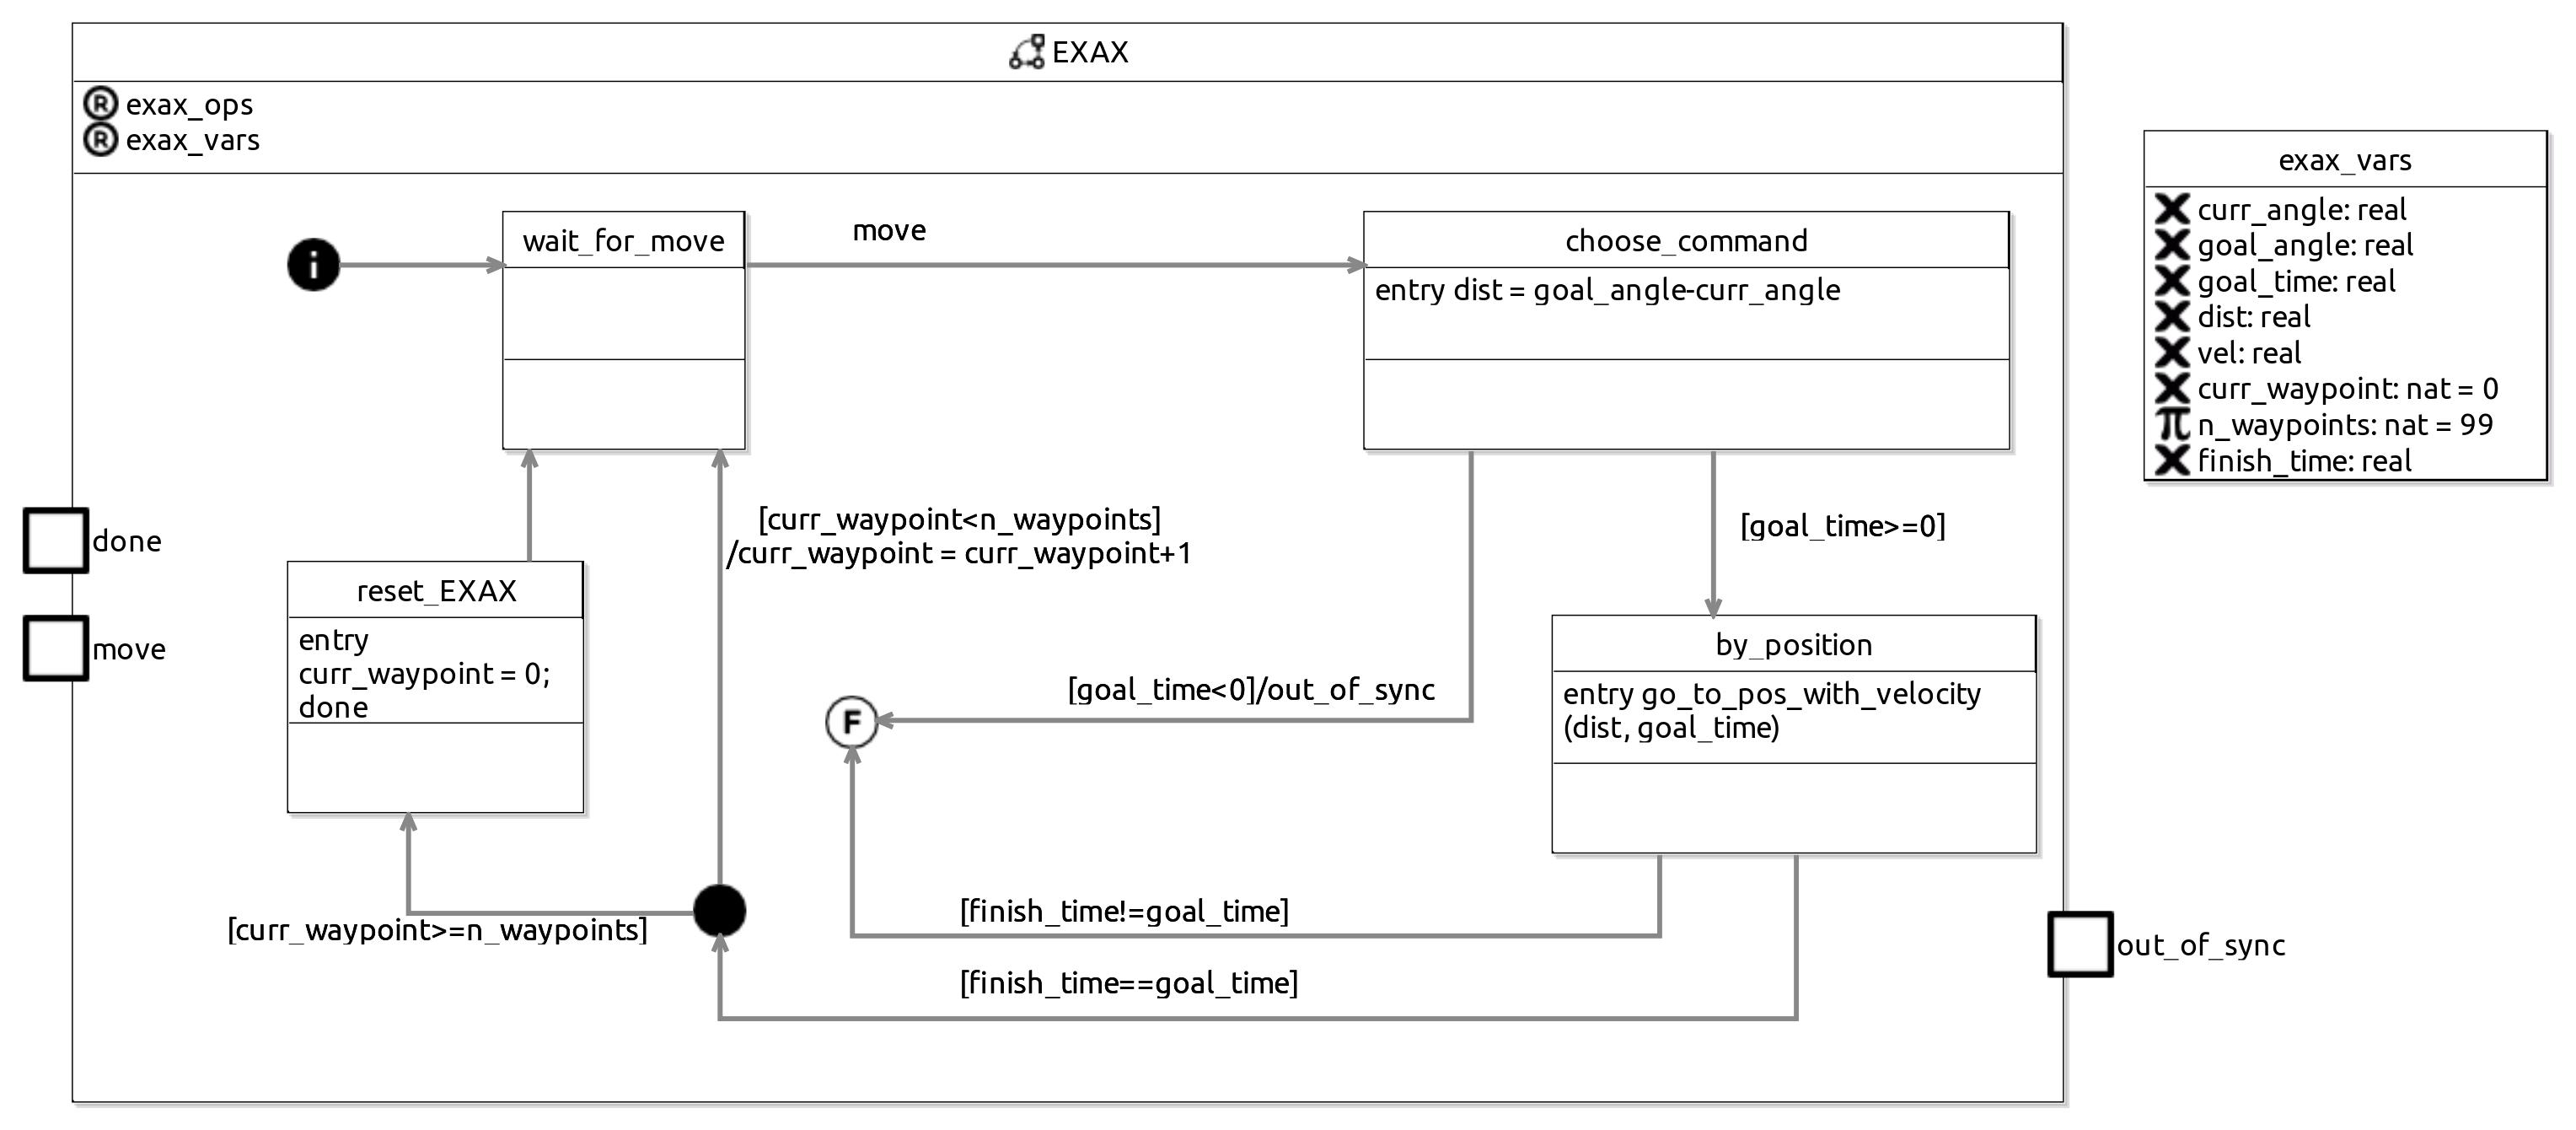 EXAX
R exax_ops
R exax_vars
exax_vars
curr_angle: real
goal_angle: real
goal_time: real
dist: real
vel: real
curr_waypoint: nat = 0
π n_waypoints: nat = 99
finish_time: real
i
wait_for_move
move
choose_command
entry dist = goal_angle-curr_angle
[curr_waypoint<n_waypoints]
/curr_waypoint = curr_waypoint+1
[goal_time>=0]
done
move
reset_EXAX
entry
curr_waypoint = 0;
done
[goal_time<0]/out_of_sync
F
by_position
entry go_to_pos_with_velocity
(dist, goal_time)
[curr_waypoint>=n_waypoints]
[finish_time!=goal_time]
[finish_time==goal_time]
out_of_sync